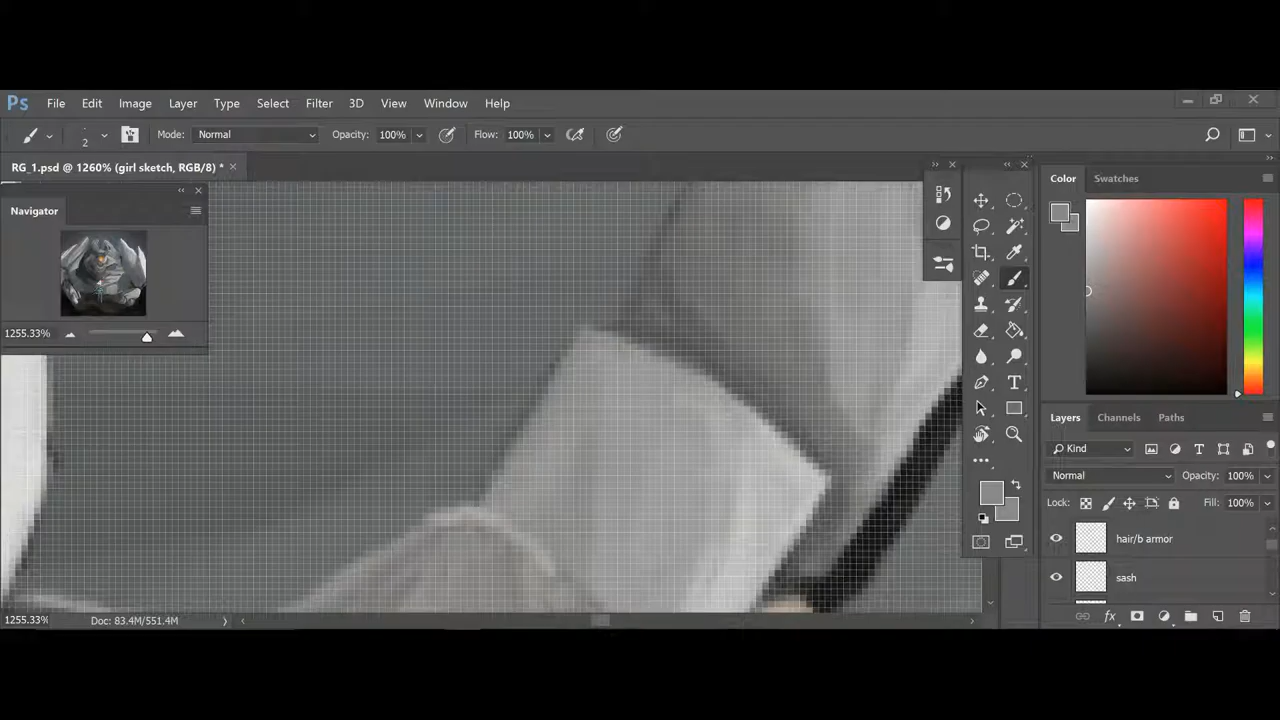 Ps File Edit Image Layer Type Select Filter 3D View Window Help
2 Mode: Normal Opacity: 100% Flow: 100%
RG_1.psd @ 1260% (girl sketch, RGB/8) *
Navigator
1255.33%
Color Swatches
Layers Channels Paths
Kind
Normal Opacity: 100%
Lock: Fill: 100%
hair/b armor
sash
fx
1255.33% Doc: 83.4M/551.4M